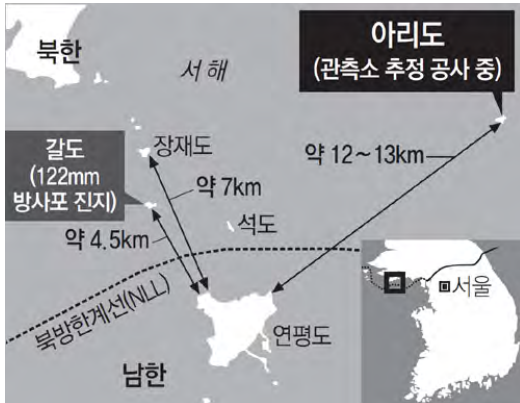 북한
서해
아리도
(관측소 추정 공사 중)
갈도
(122mm
방사포 진지)
장재도
약 12~13km
약 7km
석도
약 4.5km
북방한계선(NLL)
서울
연평도
남한